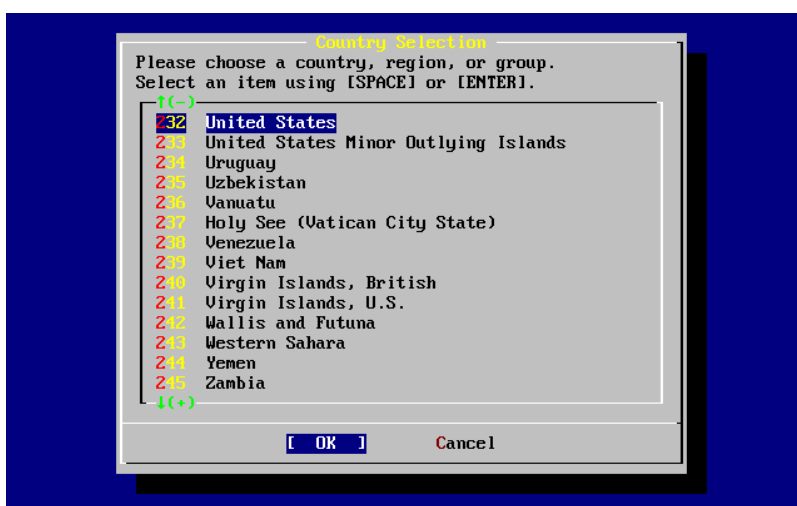 Country Selection
Please choose a country, region, or group.
Select an item using [SPACE] or [ENTER].
↑(-)
232 United States
233 United States Minor Outlying Islands
234 Uruguay
235 Uzbekistan
236 Vanuatu
237 Holy See (Vatican City State)
238 Venezuela
239 Viet Nam
240 Virgin Islands, British
241 Virgin Islands, U.S.
242 Wallis and Futuna
243 Western Sahara
244 Yemen
245 Zambia
↓(+)
[ OK ] Cancel